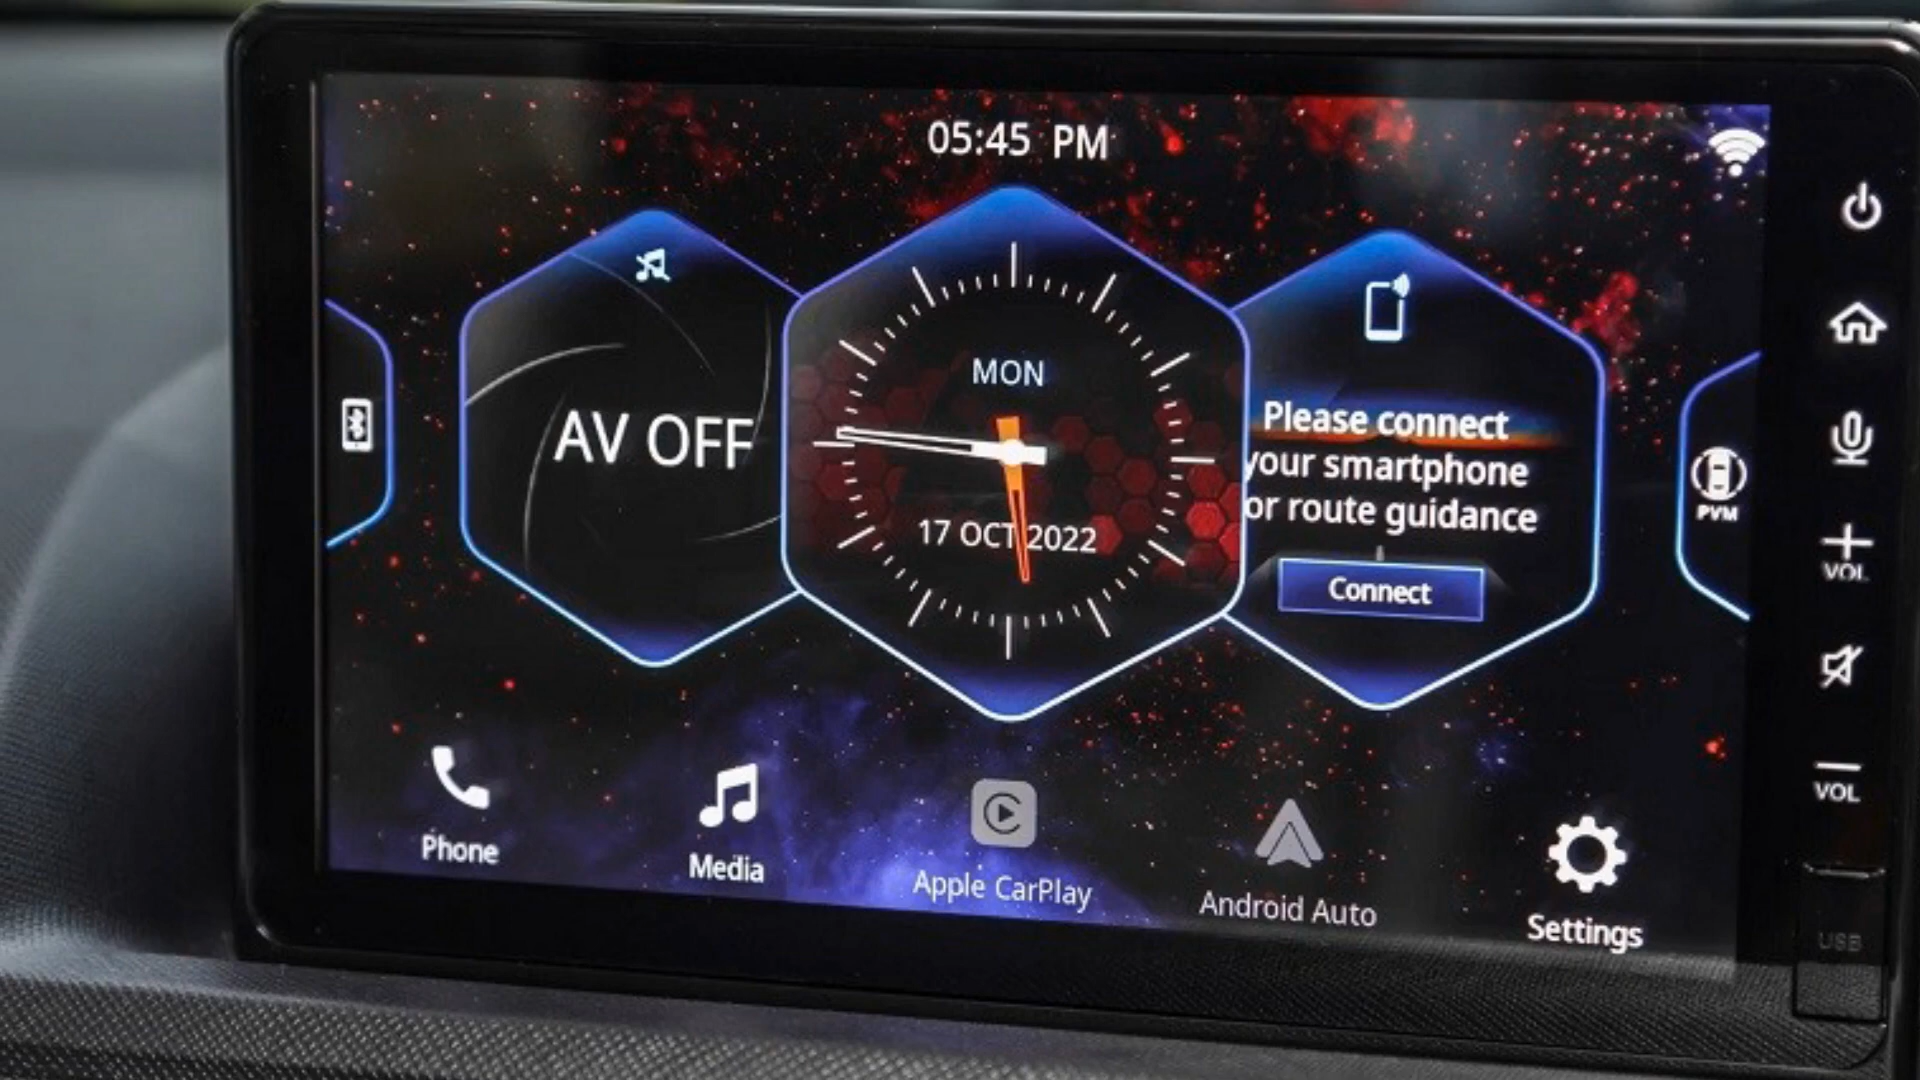 05:45 PM
AV OFF
MON
17 OCT 2022
Please connect
your smartphone
or route guidance
Connect
PVM
VOL
VOL
USB
Phone
Media
Apple CarPlay
Android Auto
Settings